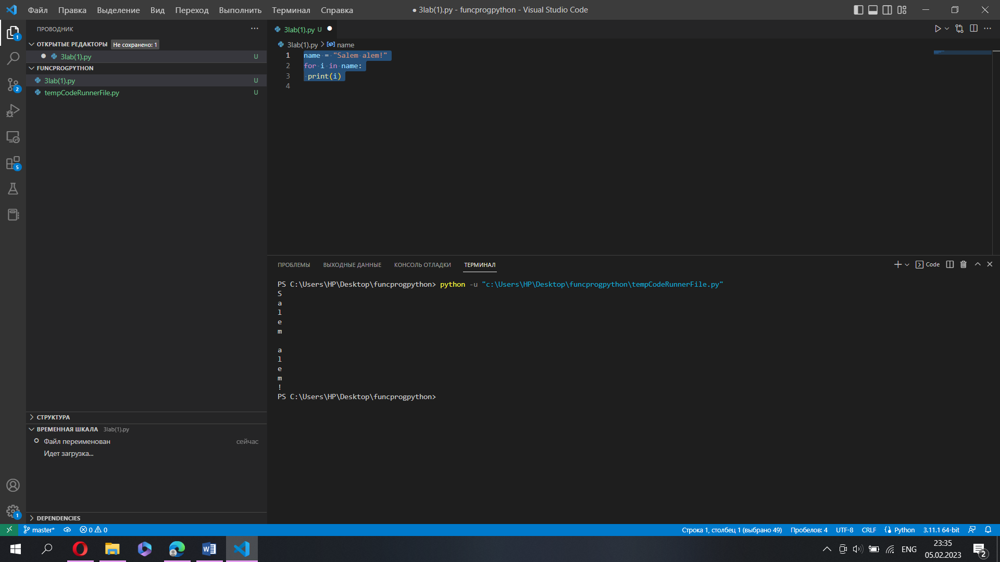 Файл Правка Выделение Вид Переход Выполнить Терминал Справка
● 3lab(1).py - funcprogpython - Visual Studio Code
ПРОВОДНИК
ОТКРЫТЫЕ РЕДАКТОРЫ Не сохранено: 1
3lab(1).py U
FUNCPROGPYTHON
3lab(1).py U
tempCodeRunnerFile.py U
СТРУКТУРА
ВРЕМЕННАЯ ШКАЛА 3lab(1).py
Файл переименован сейчас
Идет загрузка...
DEPENDENCIES
1
2
5
1
3lab(1).py U
3lab(1).py > name
1 name = "Salem alem!"
2 for i in name:
3 print(i)
4
ПРОБЛЕМЫ ВЫХОДНЫЕ ДАННЫЕ КОНСОЛЬ ОТЛАДКИ ТЕРМИНАЛ
Code
PS C:\Users\HP\Desktop\funcprogpython> python -u "c:\Users\HP\Desktop\funcprogpython\tempCodeRunnerFile.py"
S
a
l
e
m
a
l
e
m
!
PS C:\Users\HP\Desktop\funcprogpython>
master* 0 0
Строка 1, столбец 1 (выбрано 49) Пробелов: 4 UTF-8 CRLF Python 3.11.1 64-bit
ENG
23:35
05.02.2023
2